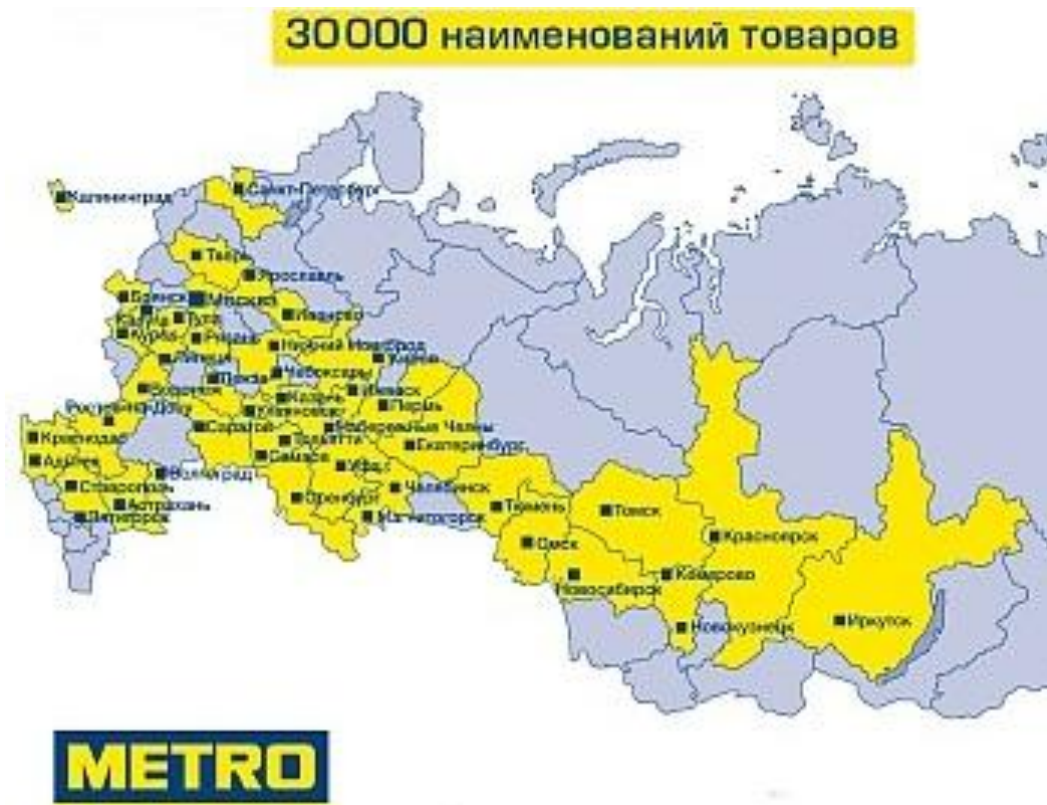 30000 наименований товаров
Калининград
Санкт-Петербург
Тверь
Ярославль
Брянск
Москва
Иваново
Калуга
Тула
Курск
Рязань
Нижний Новгород
Липецк
Киров
Пенза
Чебоксары
Воронеж
Ижевск
Казань
Пермь
Ростов-на-Дону
Ульяновск
Саратов
Набережные Челны
Краснодар
Тольятти
Екатеринбург
Самара
Адыгея
Уфа
Волгоград
Ставрополь
Челябинск
Оренбург
Астрахань
Тюмень
Томск
Пятигорск
Магнитогорск
Омск
Красноярск
Новосибирск
Кемерово
Новокузнецк
Иркутск
METRO